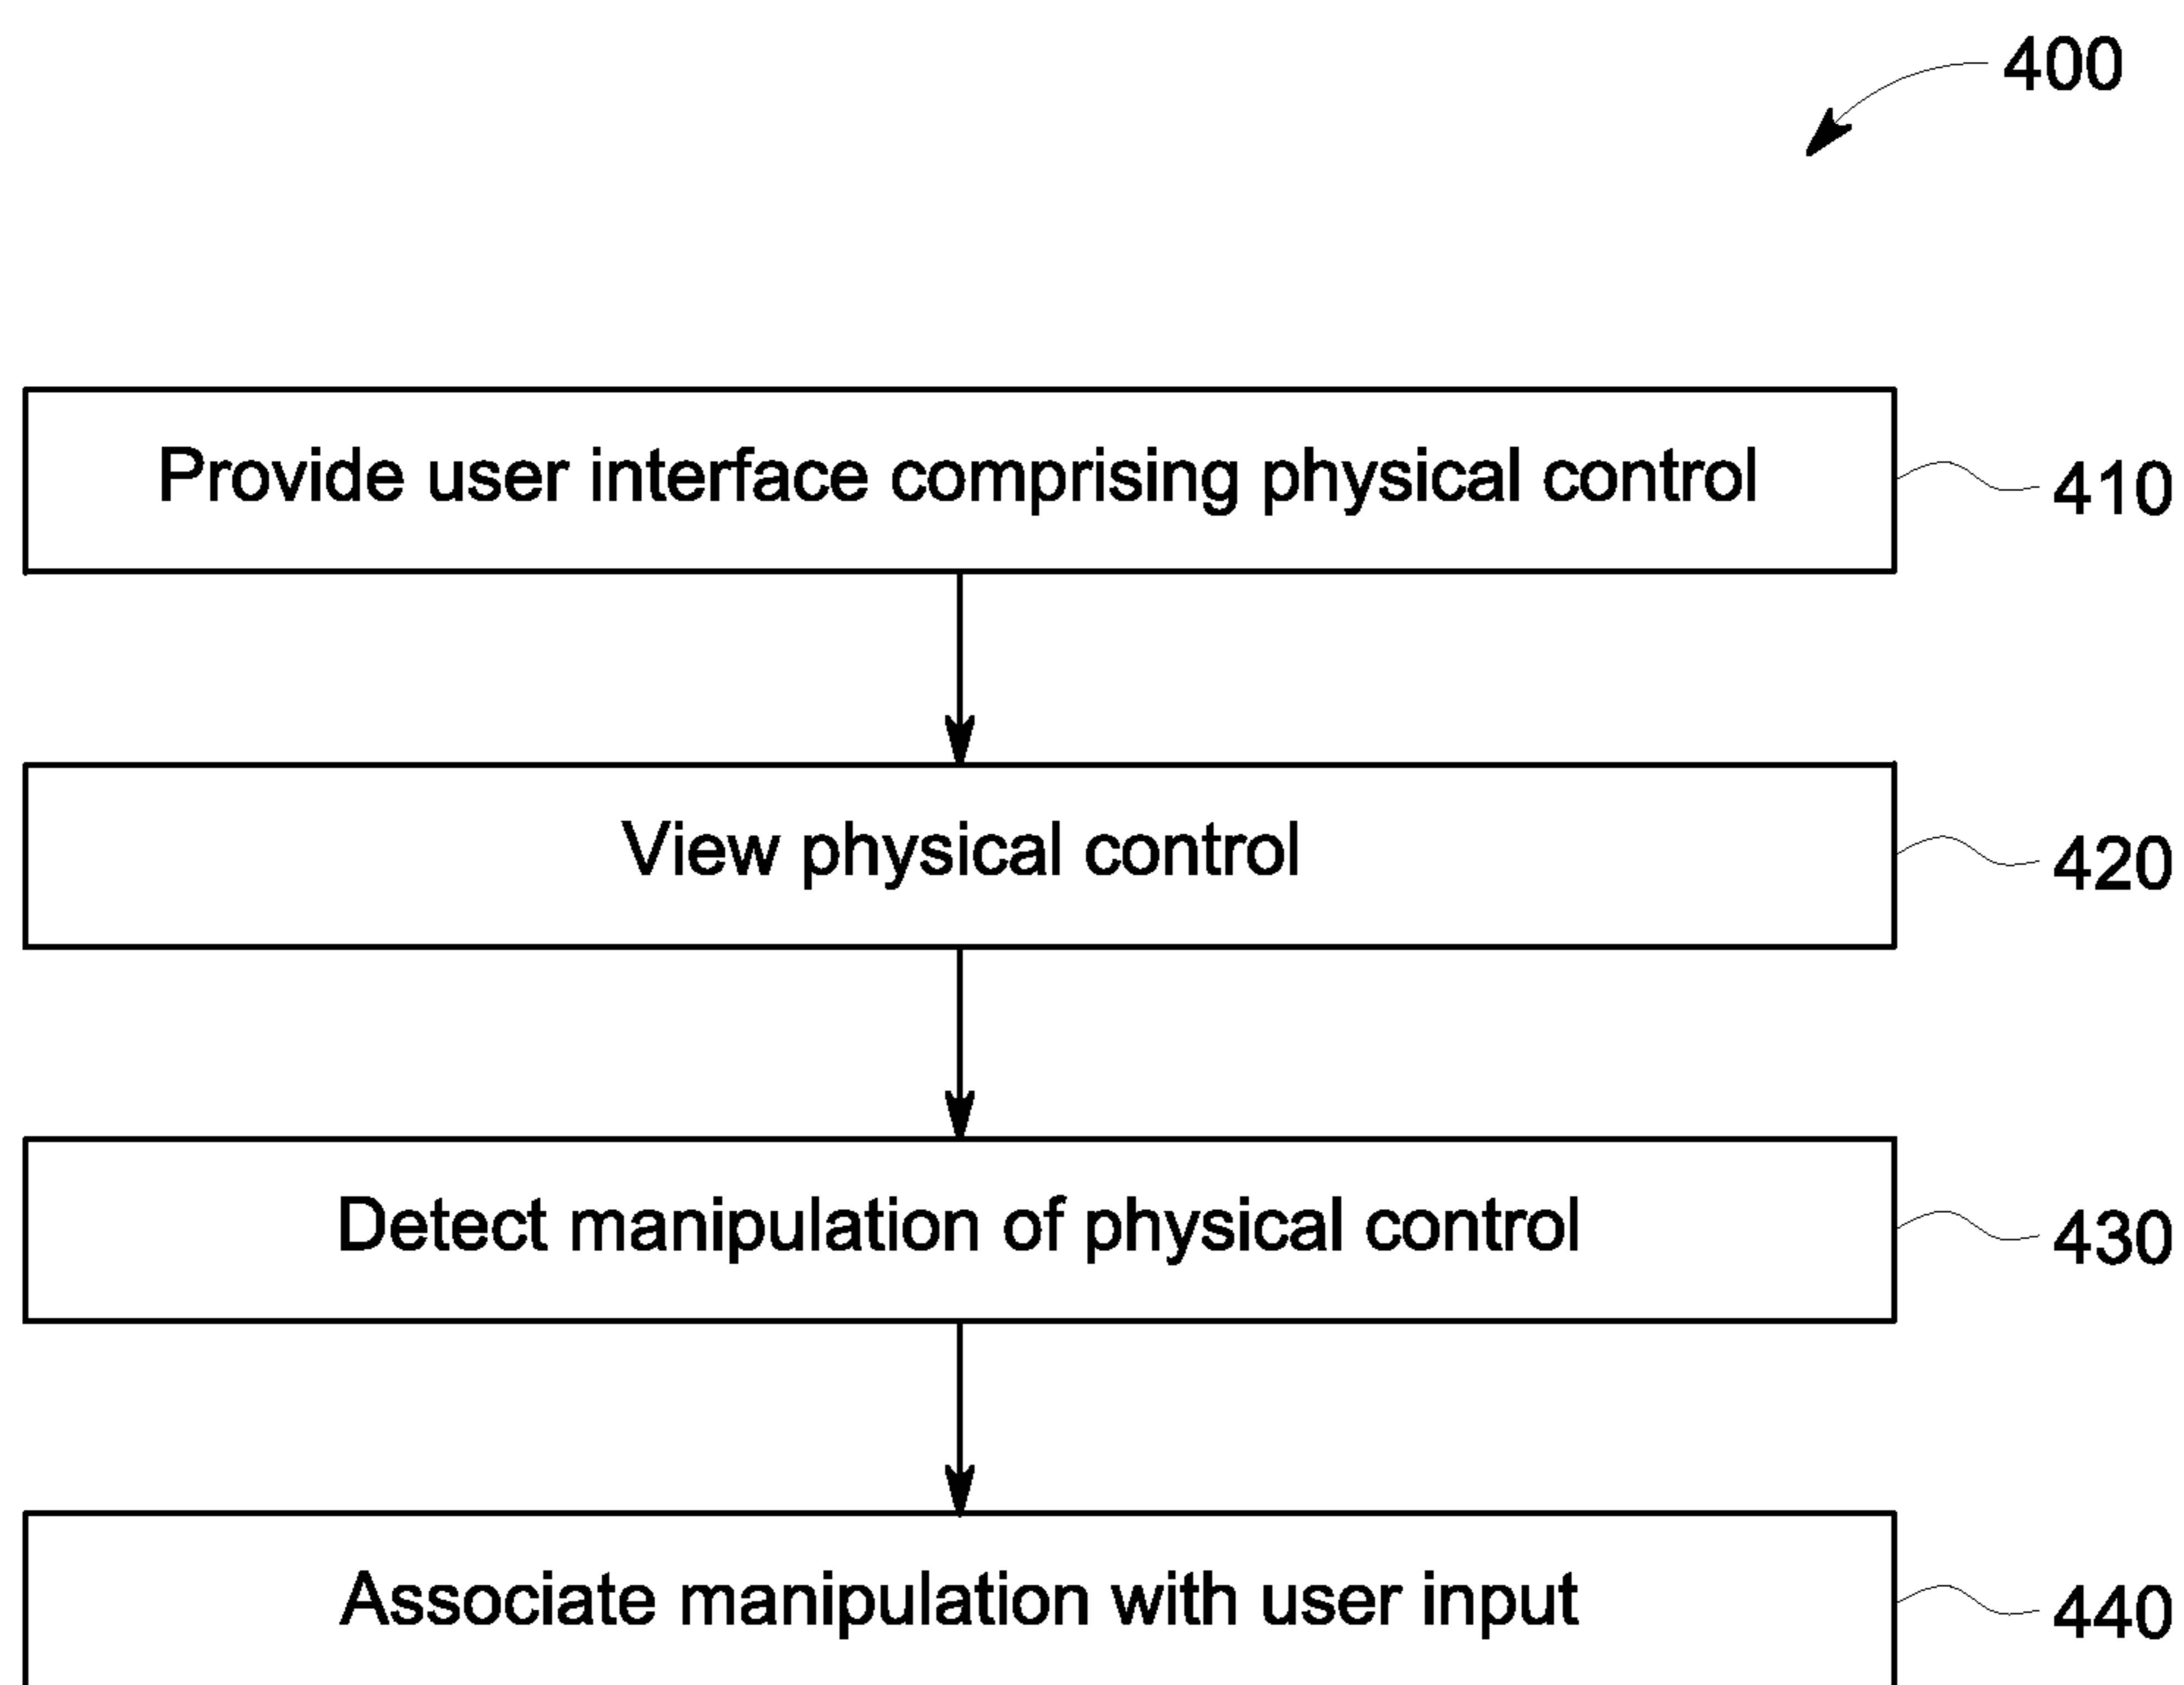 400
Provide user interface comprising physical control
410
View physical control
420
Detect manipulation of physical control
430
Associate manipulation with user input
440